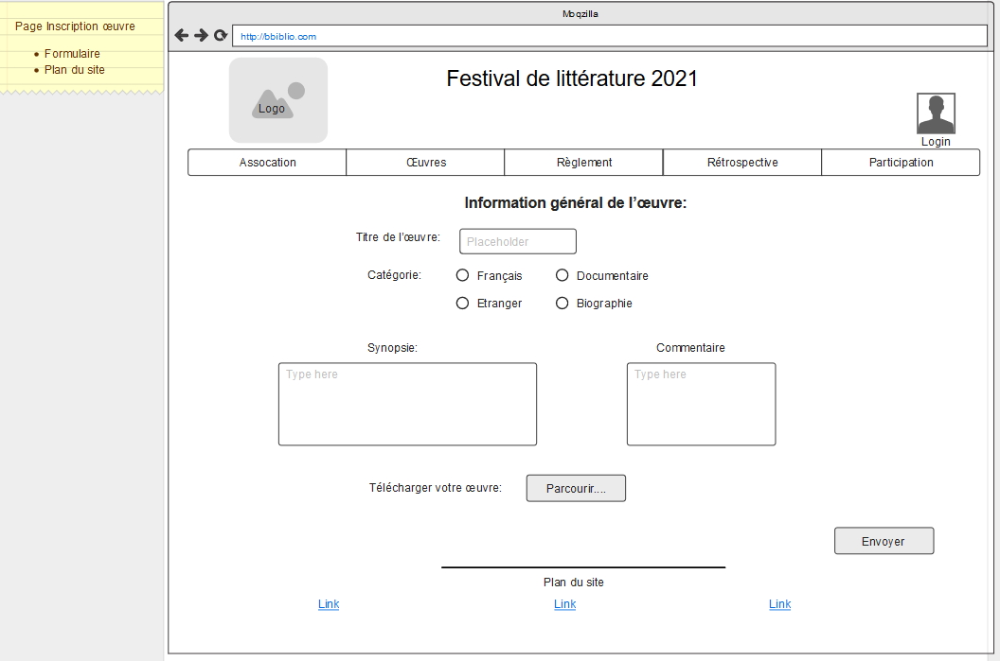 Page Inscription œuvre
• Formulaire
• Plan du site
Moqzilla
http://bbiblio.com
Logo
Festival de littérature 2021
Login
Assocation Œuvres Règlement Rétrospective Participation
Information général de l'œuvre:
Titre de l'œuvre: Placeholder
Catégorie: Français Documentaire
Etranger Biographie
Synopsie: Commentaire
Type here Type here
Télécharger votre œuvre: Parcourir....
Envoyer
Plan du site
Link Link Link